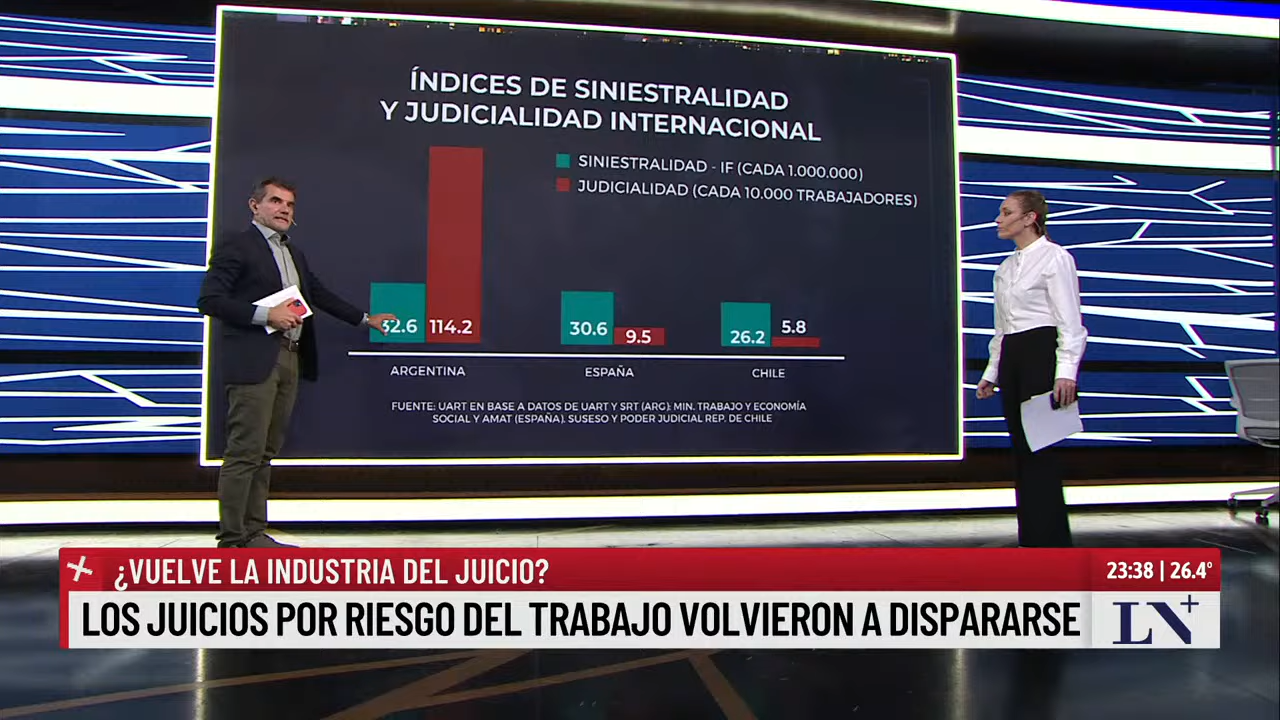 ÍNDICES DE SINIESTRALIDAD
Y JUDICIALIDAD INTERNACIONAL
SINIESTRALIDAD - IF (CADA 1.000.000)
JUDICIALIDAD (CADA 10.000 TRABAJADORES)
32.6 114.2
30.6 9.5
26.2 5.8
ARGENTINA ESPAÑA CHILE
FUENTE: UART EN BASE A DATOS DE UART Y SRT (ARG); MIN. TRABAJO Y ECONOMÍA
SOCIAL Y AMAT (ESPAÑA). SUSESO Y PODER JUDICIAL REP. DE CHILE
¿VUELVE LA INDUSTRIA DEL JUICIO?
23:38 | 26.4°
LOS JUICIOS POR RIESGO DEL TRABAJO VOLVIERON A DISPARARSE
LN+